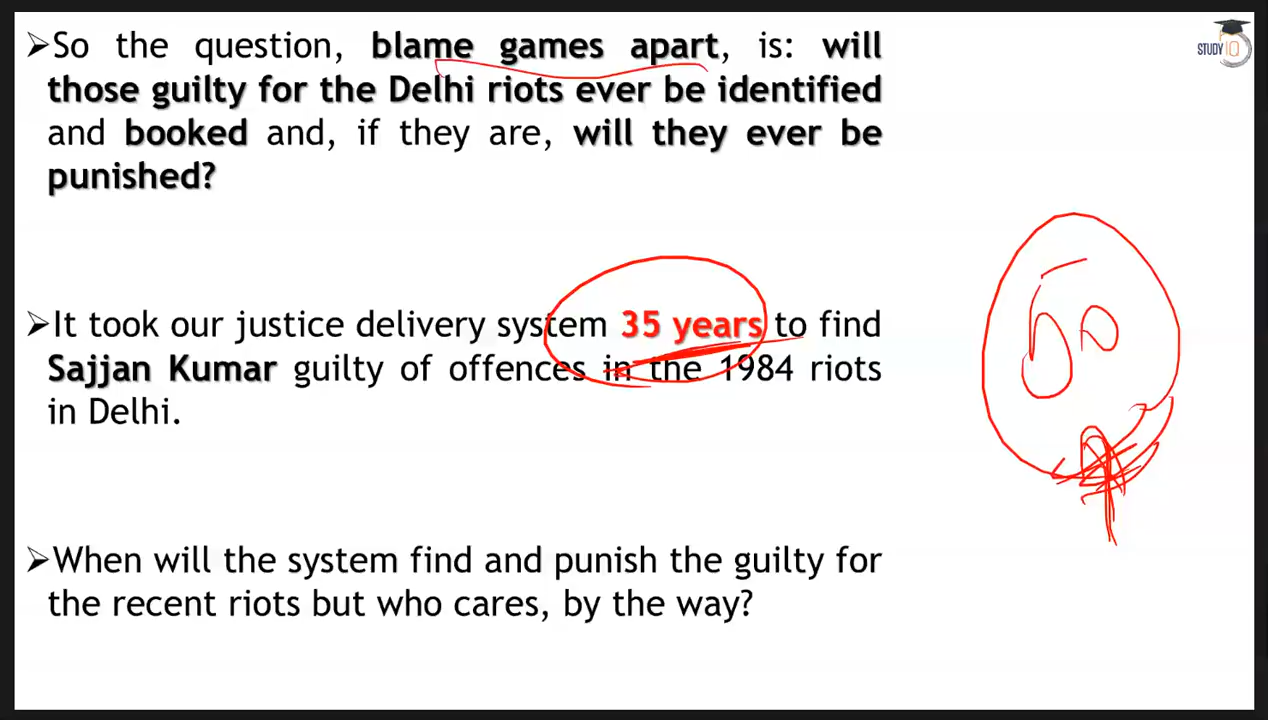 ➢So the question, blame games apart, is: will
those guilty for the Delhi riots ever be identified
and booked and, if they are, will they ever be
punished?
➢It took our justice delivery system 35 years to find
Sajjan Kumar guilty of offences in the 1984 riots
in Delhi.
➢When will the system find and punish the guilty for
the recent riots but who cares, by the way?
STUDY IQ